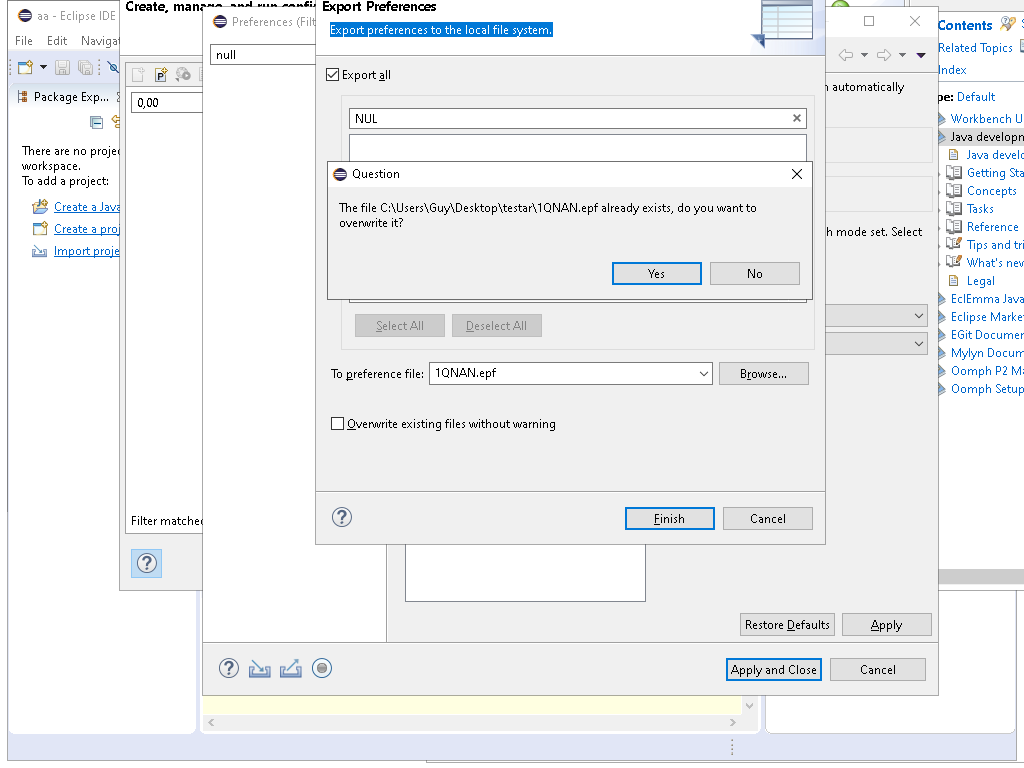 aa - Eclipse IDE
File Edit Navigat
Package Exp...
There are no projec
workspace.
To add a project:
Create a Java
Create a proj
Import proje
Create, manage, and run confi
0,00
Filter matched
Preferences (Filt
null
n automatically
h mode set. Select
Restore Defaults
Apply
Apply and Close
Cancel
Export Preferences
Export preferences to the local file system.
Export all
NUL
Question
The file C:\Users\Guy\Desktop\testar\1QNAN.epf already exists, do you want to
overwrite it?
Yes
No
Select All
Deselect All
To preference file:
1QNAN.epf
Browse...
Overwrite existing files without warning
Finish
Cancel
Contents
Related Topics
Index
pe: Default
Workbench U
Java developm
Java develo
Getting Sta
Concepts
Tasks
Reference
Tips and tri
What's new
Legal
EclEmma Java
Eclipse Marke
EGit Documen
Mylyn Docum
Oomph P2 Ma
Oomph Setup